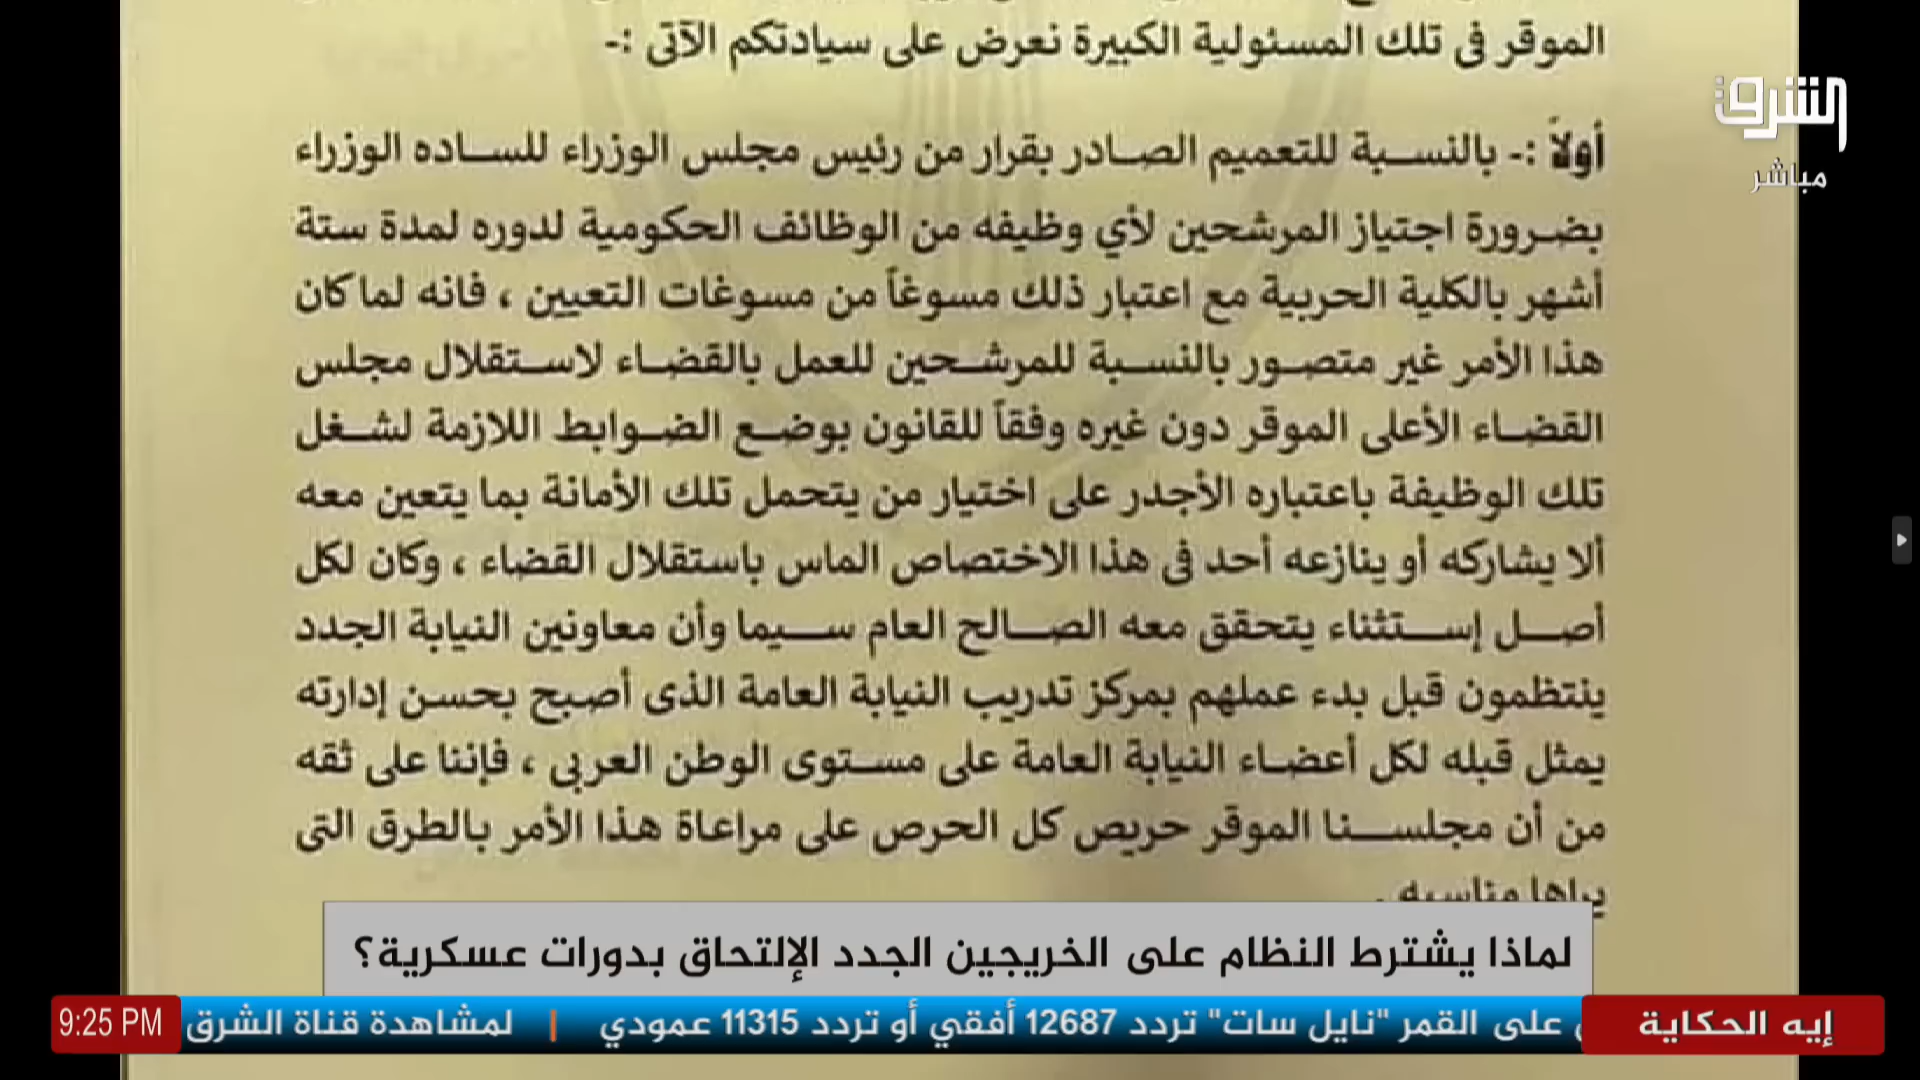 الموقر فى تلك المسئولية الكبيرة نعرض على سيادتكم الآتى :-
أولاً :- بالنسبة للتعميم الصادر بقرار من رئيس مجلس الوزراء للساده الوزراء
بضرورة اجتياز المرشحين لأي وظيفه من الوظائف الحكومية لدوره لمدة ستة
أشهر بالكلية الحربية مع اعتبار ذلك مسوغاً من مسوغات التعيين ، فانه لما كان
هذا الأمر غير متصور بالنسبة للمرشحين للعمل بالقضاء لاستقلال مجلس
القضاء الأعلى الموقر دون غيره وفقاً للقانون بوضع الضوابط اللازمة لشغل
تلك الوظيفة باعتباره الأجدر على اختيار من يتحمل تلك الأمانة بما يتعين معه
ألا يشاركه أو ينازعه أحد فى هذا الاختصاص الماس باستقلال القضاء ، وكان لكل
أصل إستثناء يتحقق معه الصالح العام سيما وأن معاونين النيابة الجدد
ينتظمون قبل بدء عملهم بمركز تدريب النيابة العامة الذى أصبح بحسن إدارته
يمثل قبله لكل أعضاء النيابة العامة على مستوى الوطن العربى ، فإننا على ثقه
من أن مجلسنا الموقر حريص كل الحرص على مراعاة هذا الأمر بالطرق التى
يراها مناسبه .
الشرق
مباشر
لماذا يشترط النظام على الخريجين الجدد الإلتحاق بدورات عسكرية؟
إيه الحكاية
على القمر "نايل سات" تردد 12687 أفقي أو تردد 11315 عمودي | لمشاهدة قناة الشرق
9:25 PM